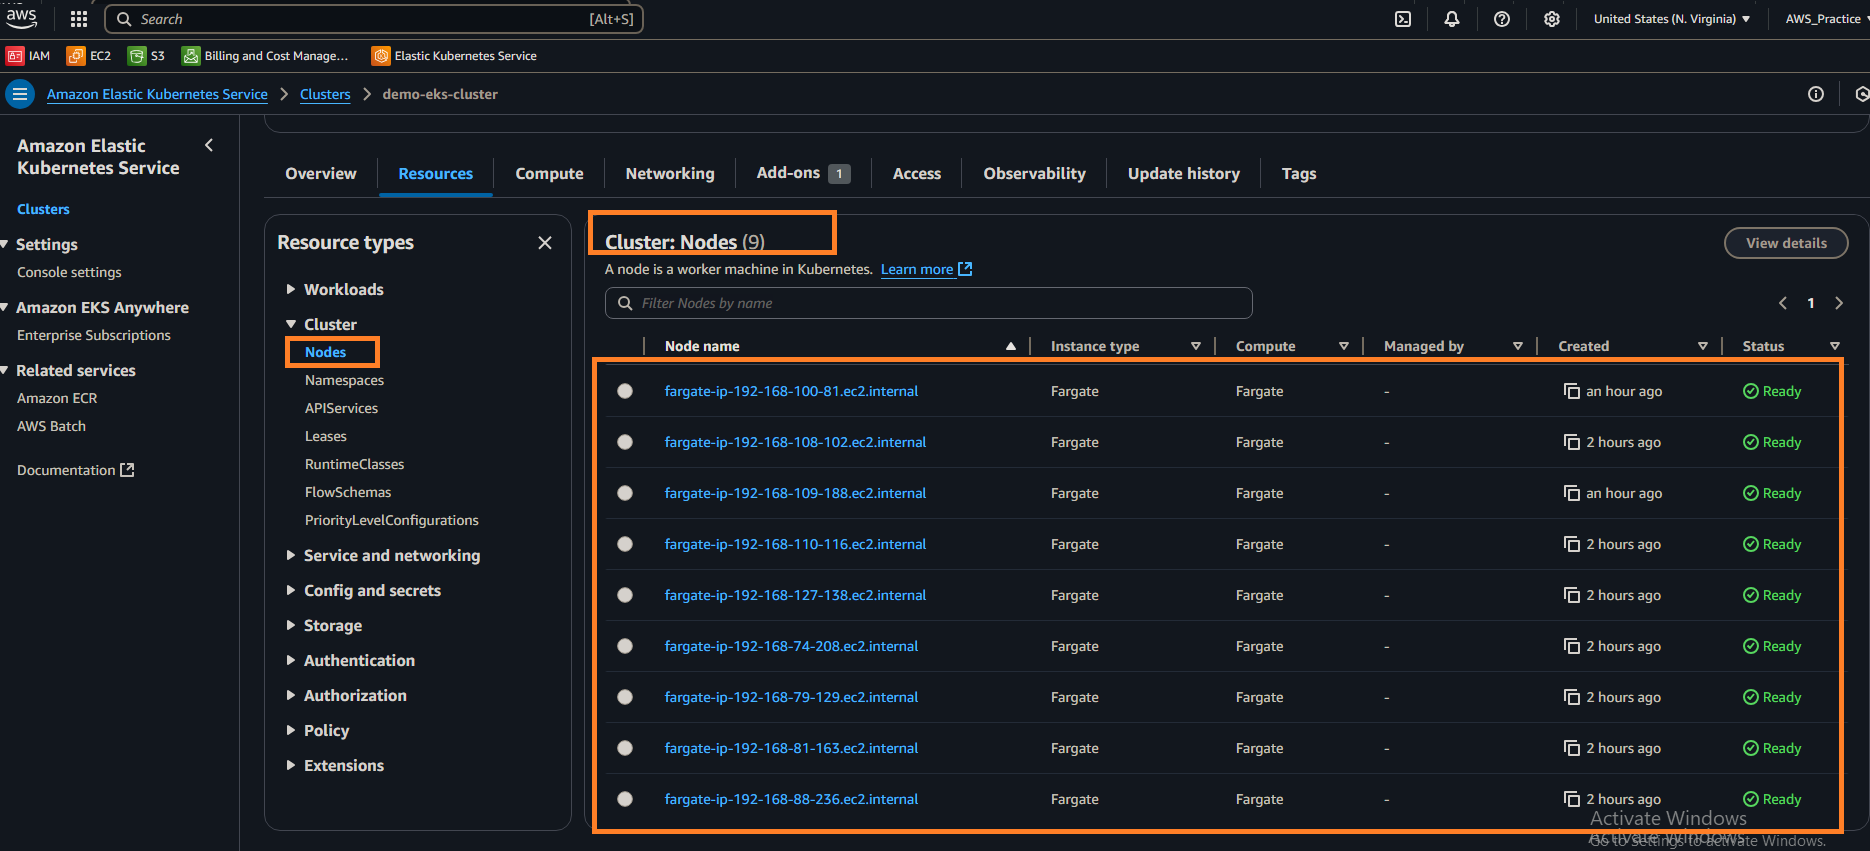 aws
Search [Alt+S]
United States (N. Virginia) ▼ AWS_Practice
IAM EC2 S3 Billing and Cost Manage... Elastic Kubernetes Service
Amazon Elastic Kubernetes Service > Clusters > demo-eks-cluster
Amazon Elastic
Kubernetes Service
Clusters
Settings
Console settings
Amazon EKS Anywhere
Enterprise Subscriptions
Related services
Amazon ECR
AWS Batch
Documentation
Overview Resources Compute Networking Add-ons 1 Access Observability Update history Tags
Resource types
Workloads
Cluster
Nodes
Namespaces
APIServices
Leases
RuntimeClasses
FlowSchemas
PriorityLevelConfigurations
Service and networking
Config and secrets
Storage
Authentication
Authorization
Policy
Extensions
Cluster: Nodes (9)
View details
A node is a worker machine in Kubernetes. Learn more
Filter Nodes by name
1
Node name Instance type Compute Managed by Created Status
fargate-ip-192-168-100-81.ec2.internal Fargate Fargate - an hour ago Ready
fargate-ip-192-168-108-102.ec2.internal Fargate Fargate - 2 hours ago Ready
fargate-ip-192-168-109-188.ec2.internal Fargate Fargate - an hour ago Ready
fargate-ip-192-168-110-116.ec2.internal Fargate Fargate - 2 hours ago Ready
fargate-ip-192-168-127-138.ec2.internal Fargate Fargate - 2 hours ago Ready
fargate-ip-192-168-74-208.ec2.internal Fargate Fargate - 2 hours ago Ready
fargate-ip-192-168-79-129.ec2.internal Fargate Fargate - 2 hours ago Ready
fargate-ip-192-168-81-163.ec2.internal Fargate Fargate - 2 hours ago Ready
fargate-ip-192-168-88-236.ec2.internal Fargate Fargate - 2 hours ago Ready
Activate Windows
Activate Windows
Go to Settings to activate Windows.